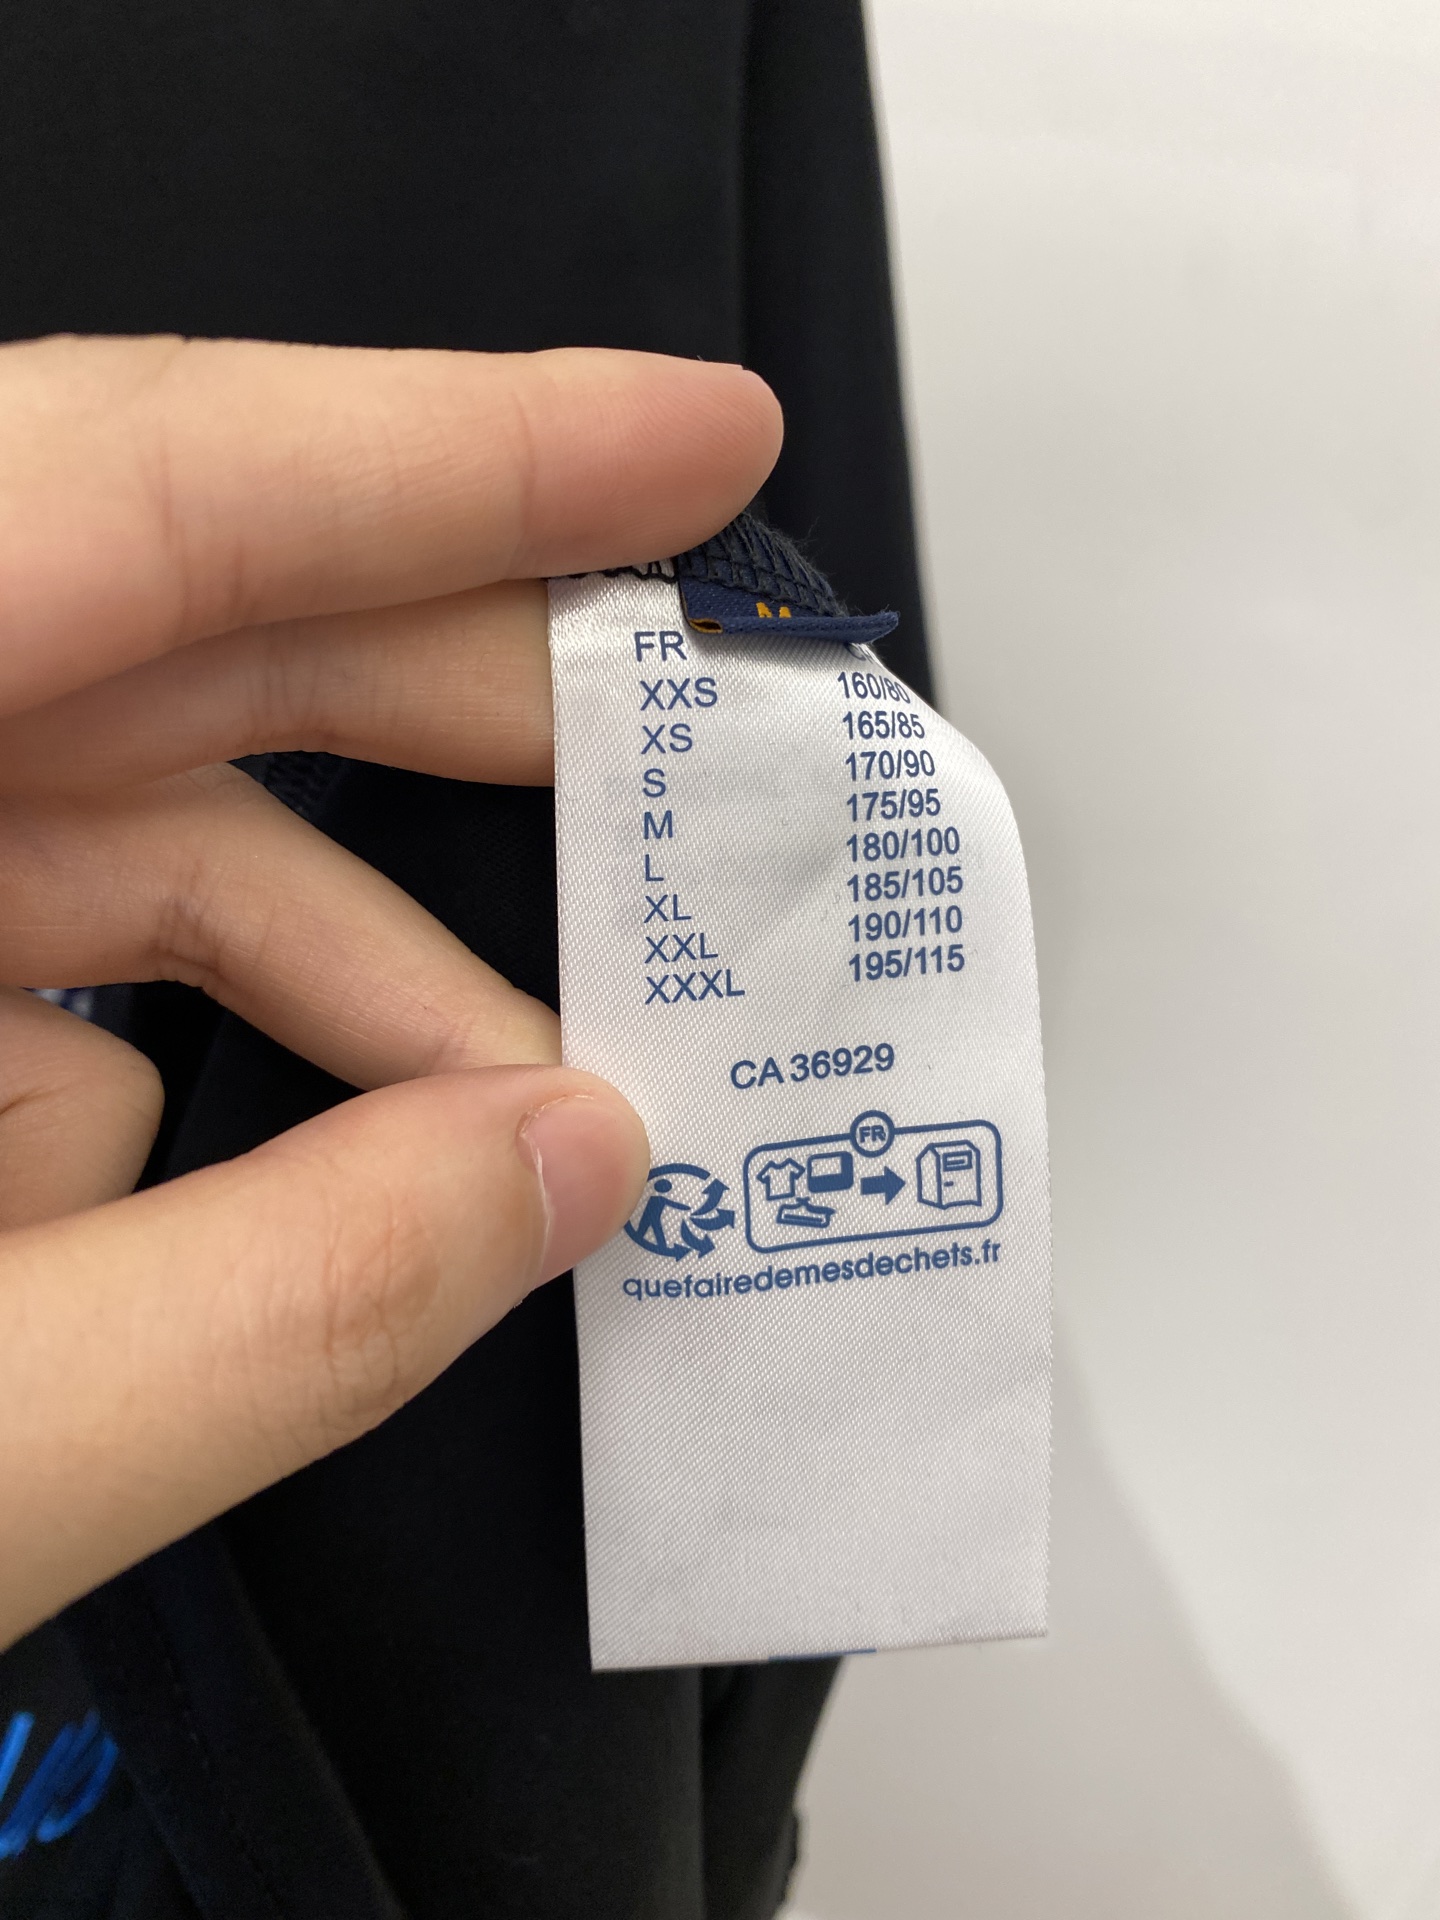 M
FR
XXS 160/80
XS 165/85
S 170/90
M 175/95
L 180/100
XL 185/105
XXL 190/110
XXXL 195/115
CA 36929
FR
quefairedemesdechets.fr